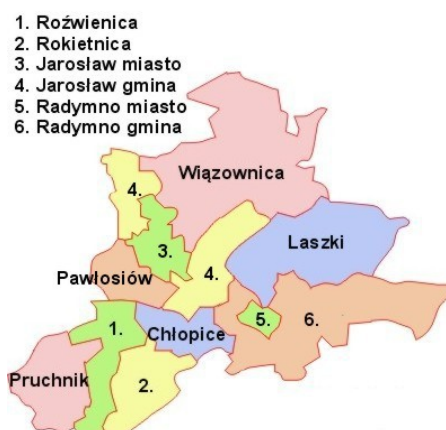 1. Roźwienica
2. Rokietnica
3. Jarosław miasto
4. Jarosław gmina
5. Radymno miasto
6. Radymno gmina
Wiązownica
4.
3.
Laszki
4.
Pawłosiów
1.
Chłopice
5.
6.
Pruchnik
2.